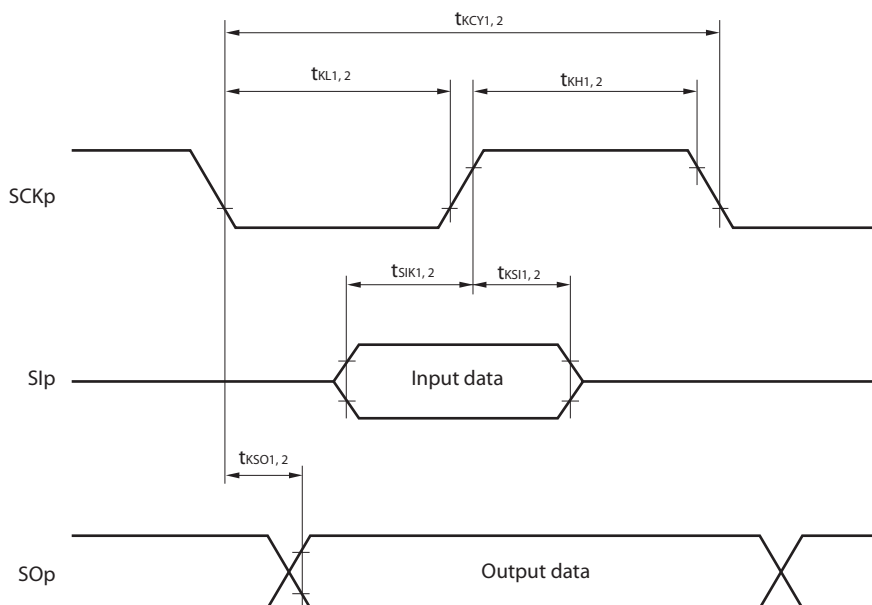 tKCY1, 2
tKL1, 2
tKH1, 2
SCKp
tSIK1, 2
tKSI1, 2
SIp
Input data
tKSO1, 2
SOp
Output data